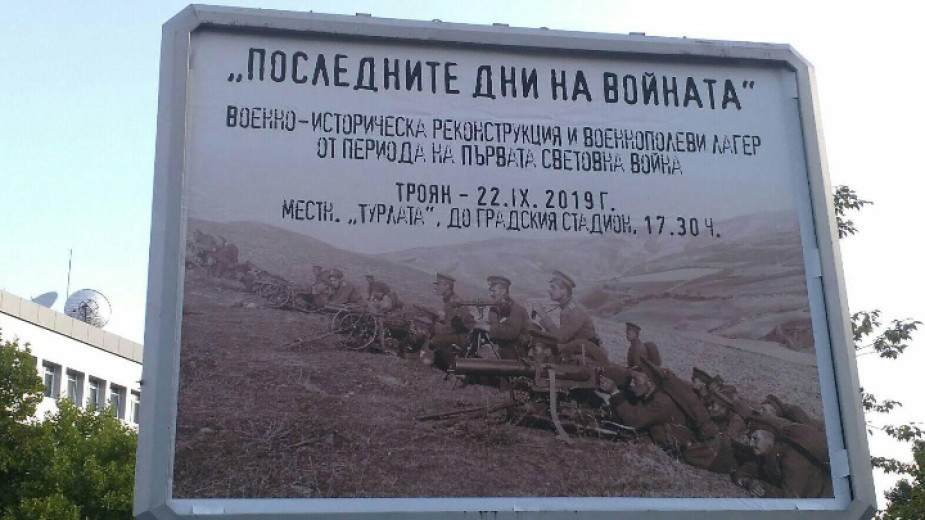 „ПОСЛЕДНИТЕ ДНИ НА ВОЙНАТА“
ВОЕННО-ИСТОРИЧЕСКА РЕКОНСТРУКЦИЯ И ВОЕННОПОЛЕВИ ЛАГЕР
ОТ ПЕРИОДА НА ПЪРВАТА СВЕТОВНА ВОЙНА
ТРОЯН - 22.IX. 2019 Г.
МЕСТН. „ТУРЛАТА“, ДО ГРАДСКИЯ СТАДИОН, 17.30 Ч.